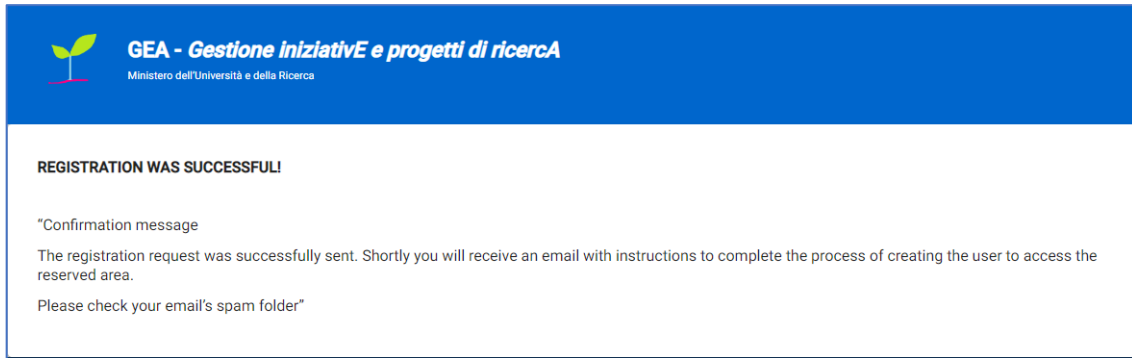 GEA - Gestione iniziativE e progetti di ricercA
Ministero dell'Università e della Ricerca
REGISTRATION WAS SUCCESSFUL!
“Confirmation message
The registration request was successfully sent. Shortly you will receive an email with instructions to complete the process of creating the user to access the
reserved area.
Please check your email’s spam folder”